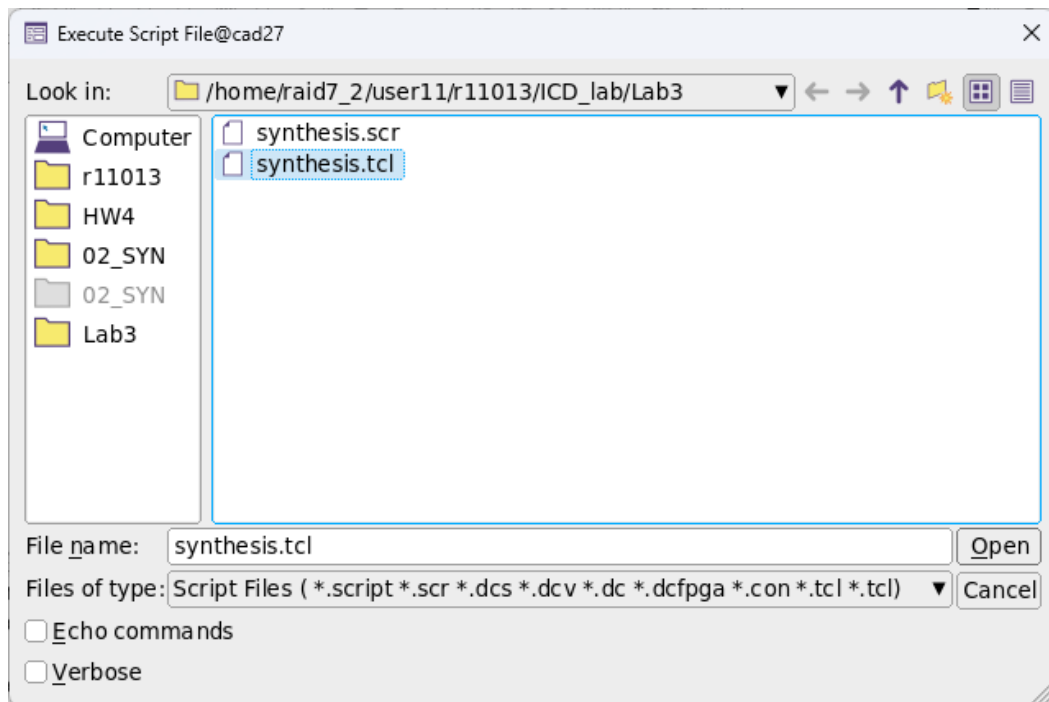 Execute Script File@cad27
Look in: /home/raid7_2/user11/r11013/ICD_lab/Lab3
Computer
r11013
HW4
02_SYN
02_SYN
Lab3
synthesis.scr
synthesis.tcl
File name: synthesis.tcl Open
Files of type: Script Files ( *.script *.scr *.dcs *.dcv *.dc *.dcfpga *.con *.tcl *.tcl) Cancel
Echo commands
Verbose